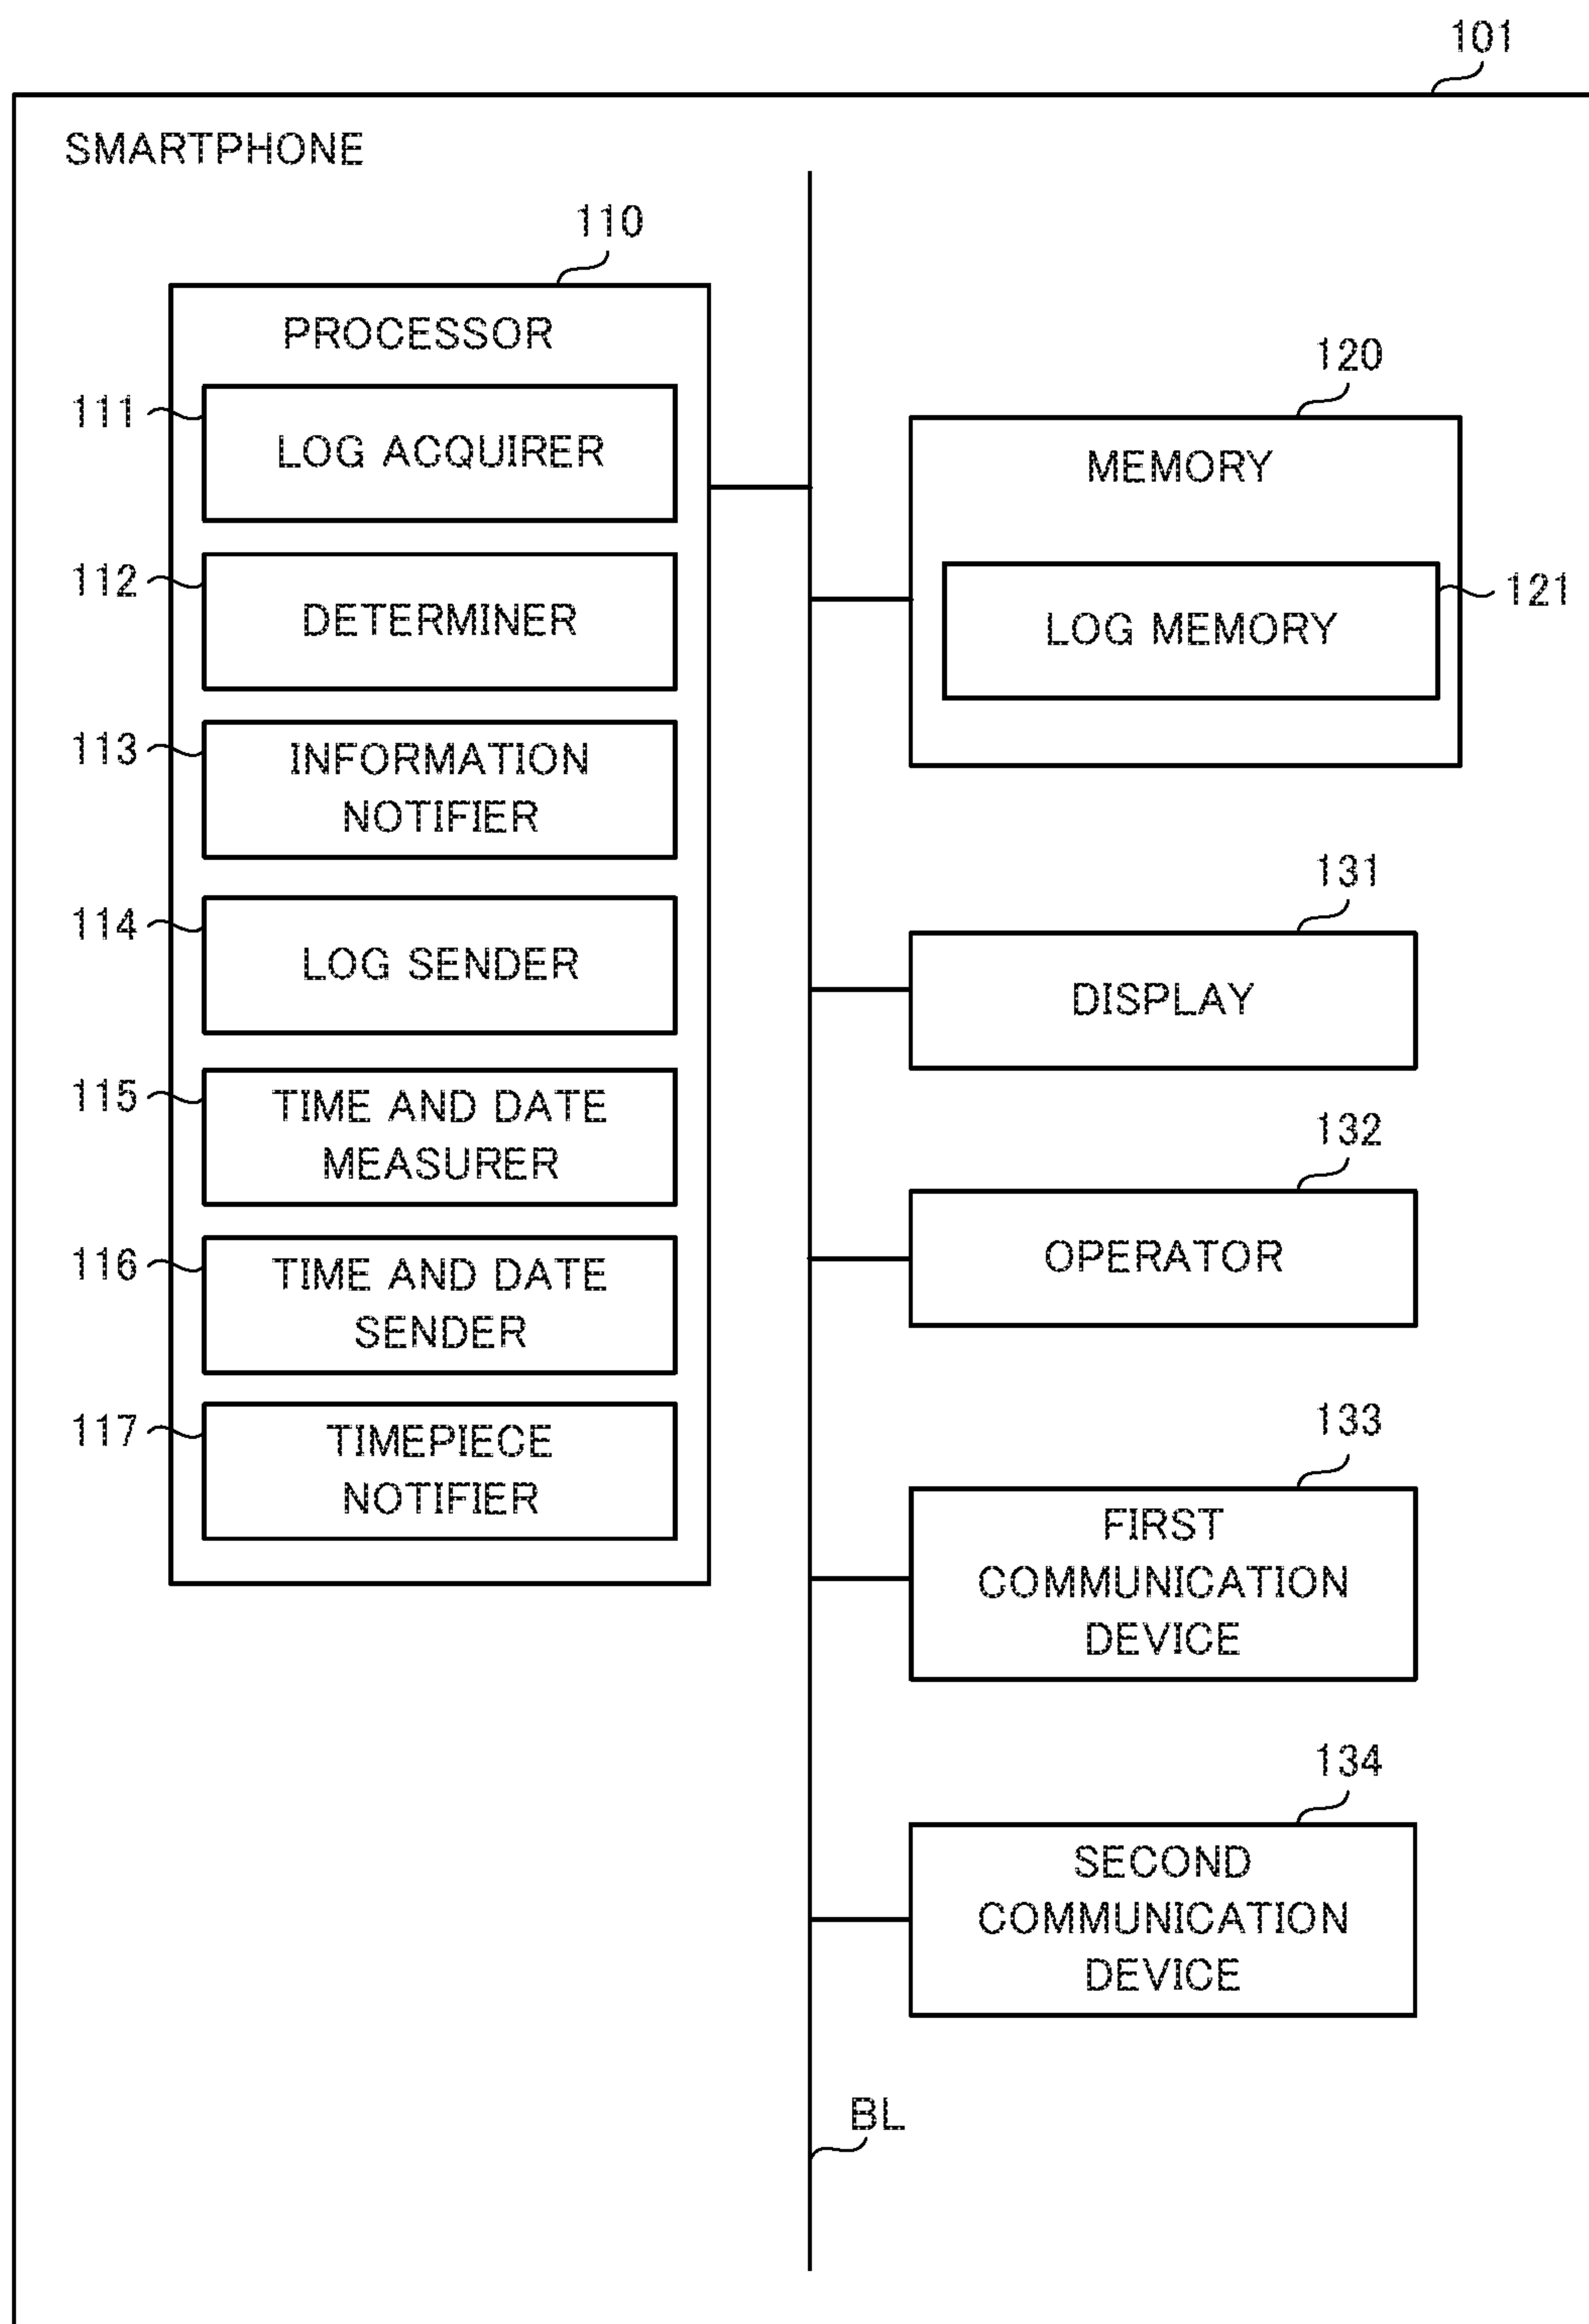 101
SMARTPHONE
110
PROCESSOR
111
LOG ACQUIRER
112
DETERMINER
113
INFORMATION
NOTIFIER
114
LOG SENDER
115
TIME AND DATE
MEASURER
116
TIME AND DATE
SENDER
117
TIMEPIECE
NOTIFIER
120
MEMORY
121
LOG MEMORY
131
DISPLAY
132
OPERATOR
133
FIRST
COMMUNICATION
DEVICE
134
SECOND
COMMUNICATION
DEVICE
BL